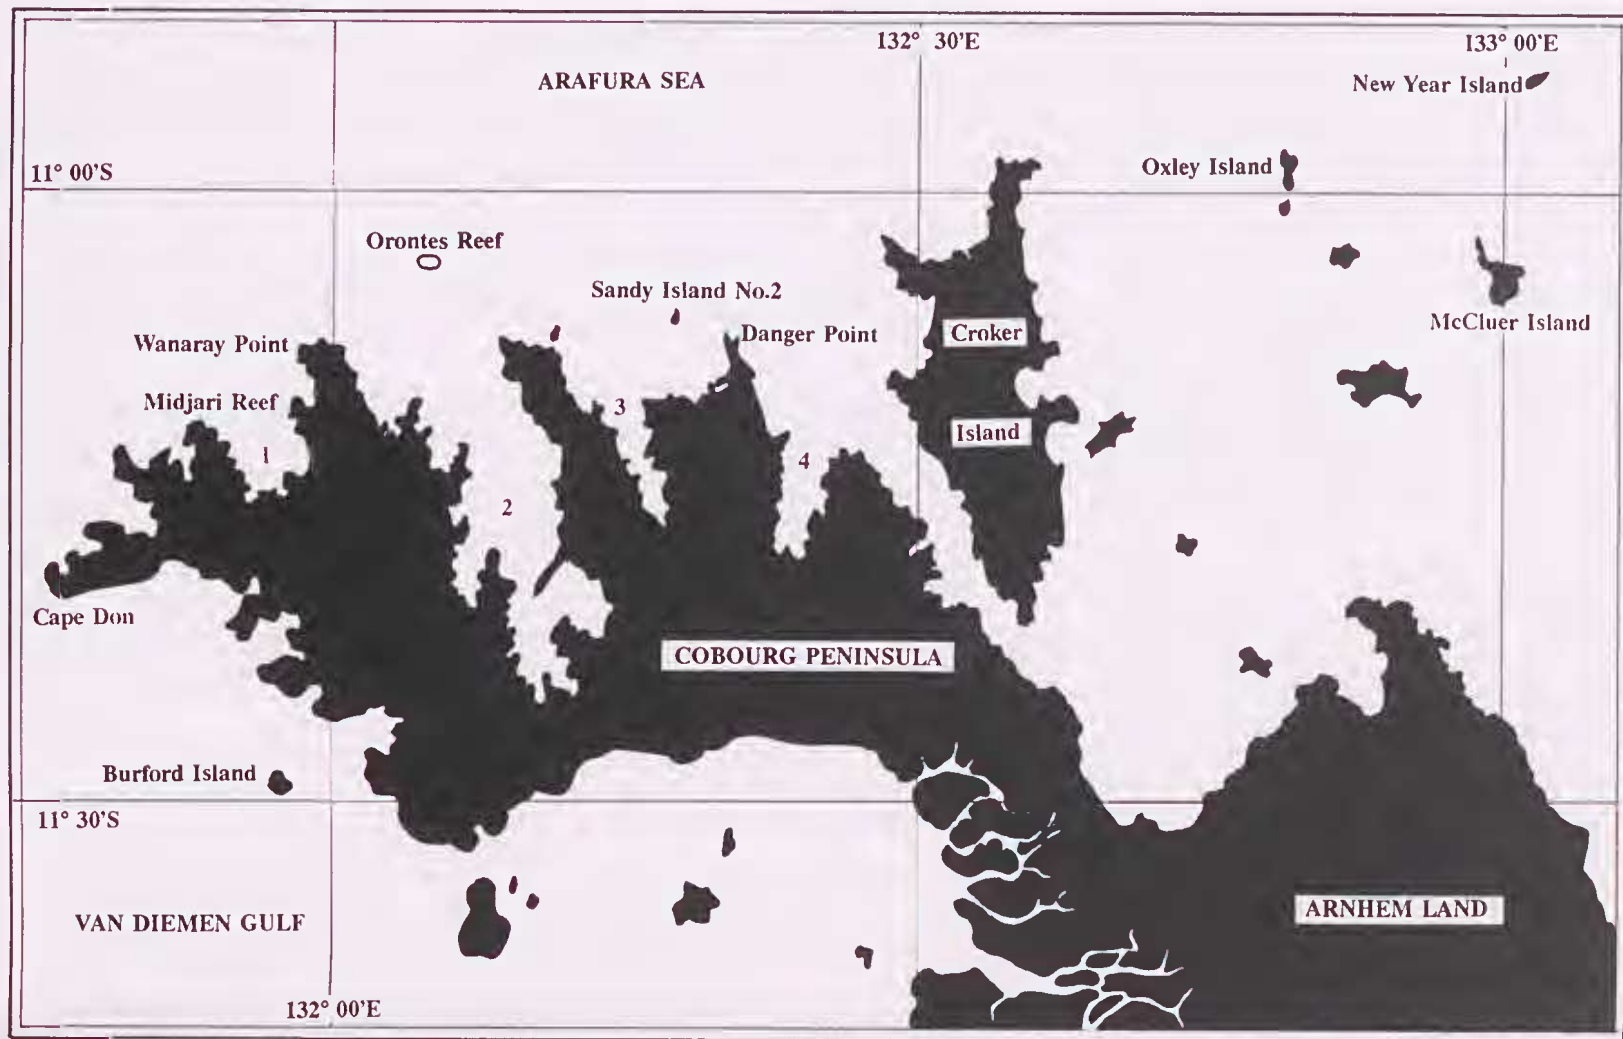 132° 30'E
133° 00'E
ARAFURA SEA
New Year Island
11° 00'S
Oxley Island
Orontes Reef
Sandy Island No.2
McCluer Island
Wanaray Point
Danger Point
Croker
Midjari Reef
3
Island
1
4
2
Cape Don
COBOURG PENINSULA
Burford Island
11° 30'S
VAN DIEMEN GULF
ARNHEM LAND
132° 00'E